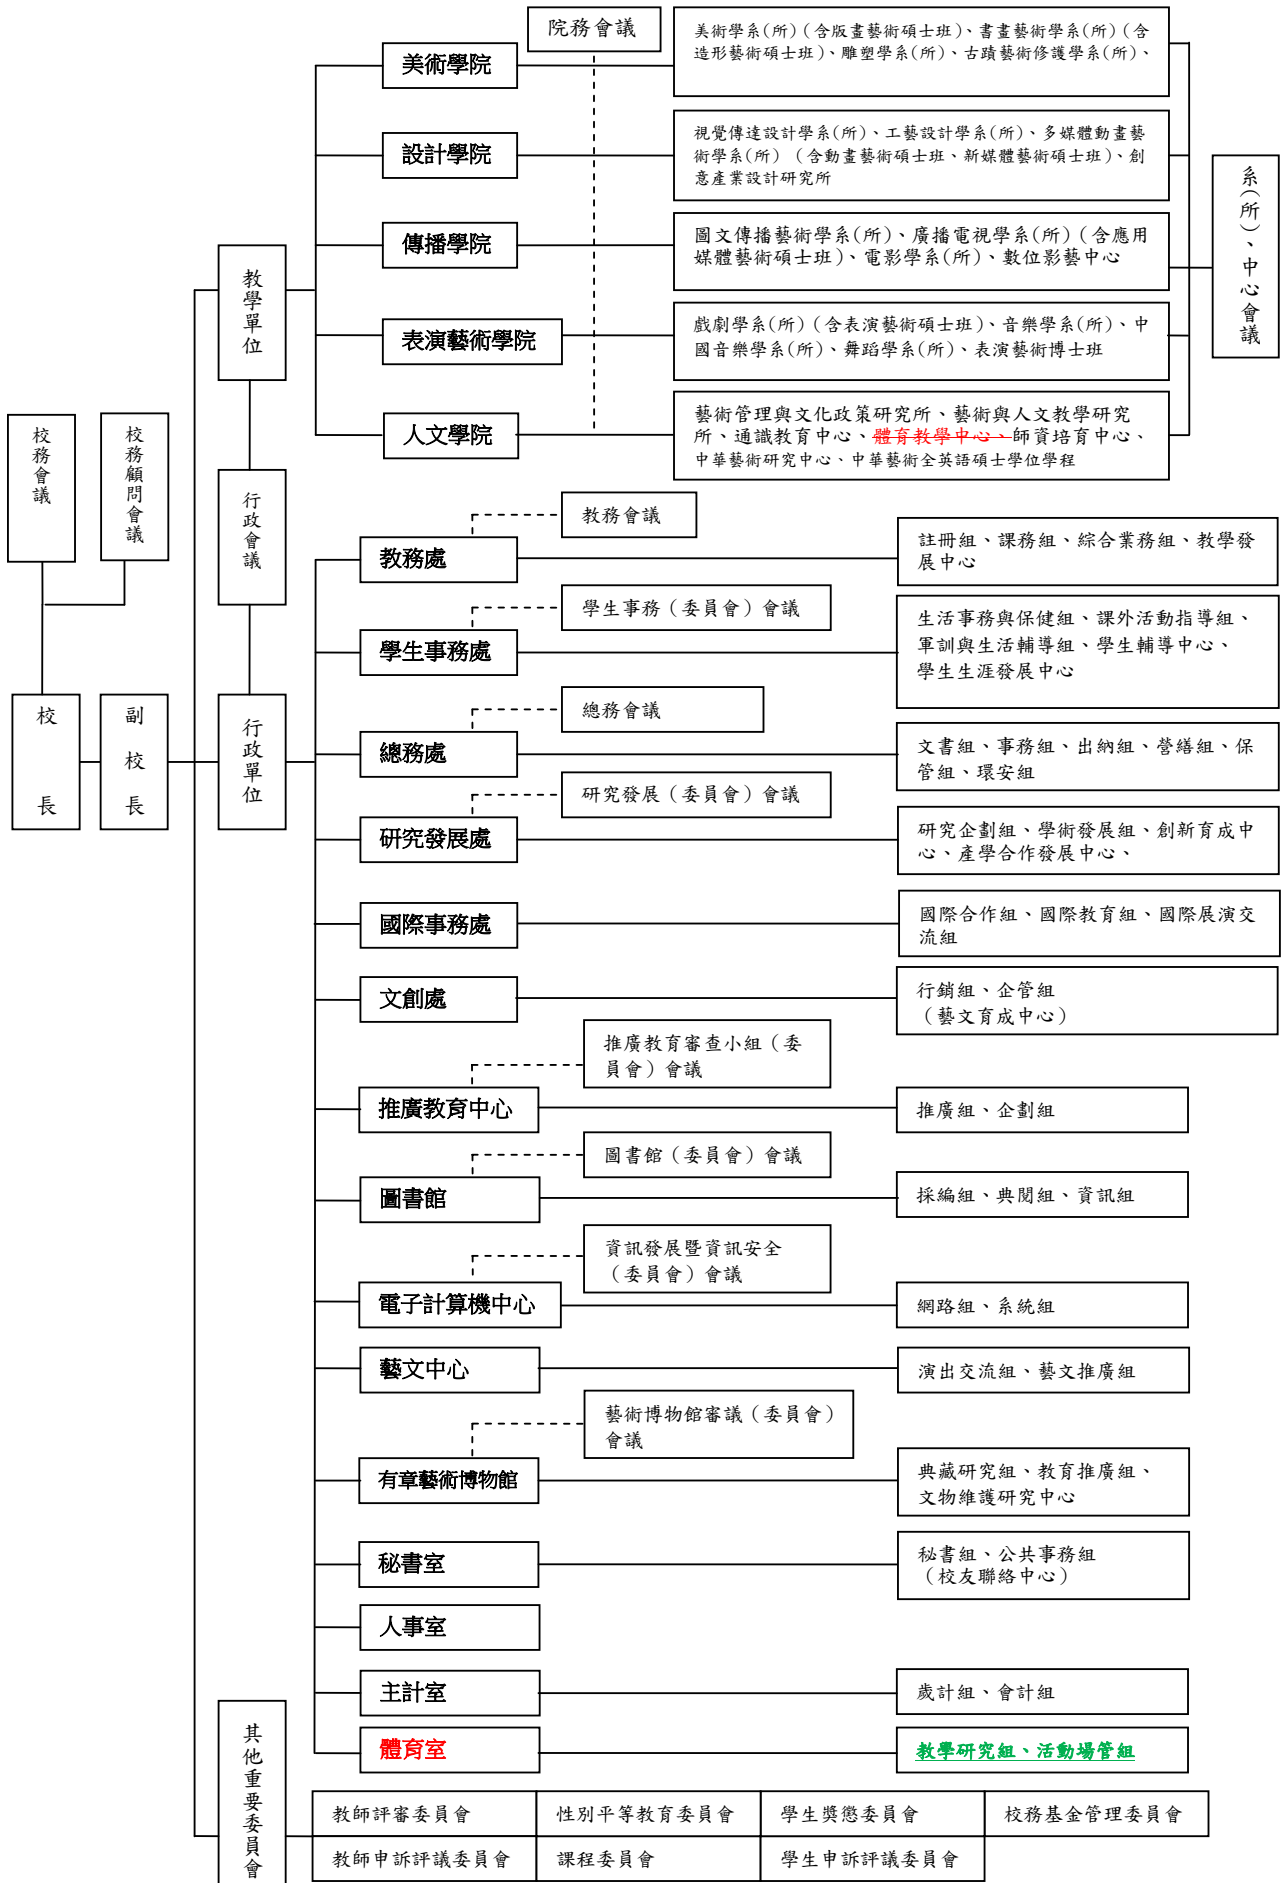 院務會議
美術學院
美術學系(所)(含版畫藝術碩士班)、書畫藝術學系(所)(含
造形藝術碩士班)、雕塑學系(所)、古蹟藝術修護學系(所)、
設計學院
視覺傳達設計學系(所)、工藝設計學系(所)、多媒體動畫藝
術學系(所) (含動畫藝術碩士班、新媒體藝術碩士班)、創
意產業設計研究所
傳播學院
圖文傳播藝術學系(所)、廣播電視學系(所)(含應用
媒體藝術碩士班)、電影學系(所)、數位影藝中心
表演藝術學院
戲劇學系(所)(含表演藝術碩士班)、音樂學系(所)、中
國音樂學系(所)、舞蹈學系(所)、表演藝術博士班
人文學院
藝術管理與文化政策研究所、藝術與人文教學研究
所、通識教育中心、體育教學中心、師資培育中心、
中華藝術研究中心、中華藝術全英語碩士學位學程
系(所)、中心會議
教學單位
校務會議
校務顧問會議
行政會議
校長
副校長
行政單位
教務會議
教務處
註冊組、課務組、綜合業務組、教學發
展中心
學生事務（委員會）會議
學生事務處
生活事務與保健組、課外活動指導組、
軍訓與生活輔導組、學生輔導中心、
學生生涯發展中心
總務會議
總務處
文書組、事務組、出納組、營繕組、保
管組、環安組
研究發展（委員會）會議
研究發展處
研究企劃組、學術發展組、創新育成中
心、產學合作發展中心、
國際事務處
國際合作組、國際教育組、國際展演交
流組
文創處
行銷組、企管組
（藝文育成中心）
推廣教育審查小組（委
員會）會議
推廣教育中心
推廣組、企劃組
圖書館（委員會）會議
圖書館
採編組、典閱組、資訊組
資訊發展暨資訊安全
（委員會）會議
電子計算機中心
網路組、系統組
藝文中心
演出交流組、藝文推廣組
藝術博物館審議（委員會）
會議
有章藝術博物館
典藏研究組、教育推廣組、
文物維護研究中心
秘書室
秘書組、公共事務組
（校友聯絡中心）
人事室
主計室
歲計組、會計組
體育室
教學研究組、活動場管組
其他重要委員會
教師評審委員會
性別平等教育委員會
學生獎懲委員會
校務基金管理委員會
教師申訴評議委員會
課程委員會
學生申訴評議委員會